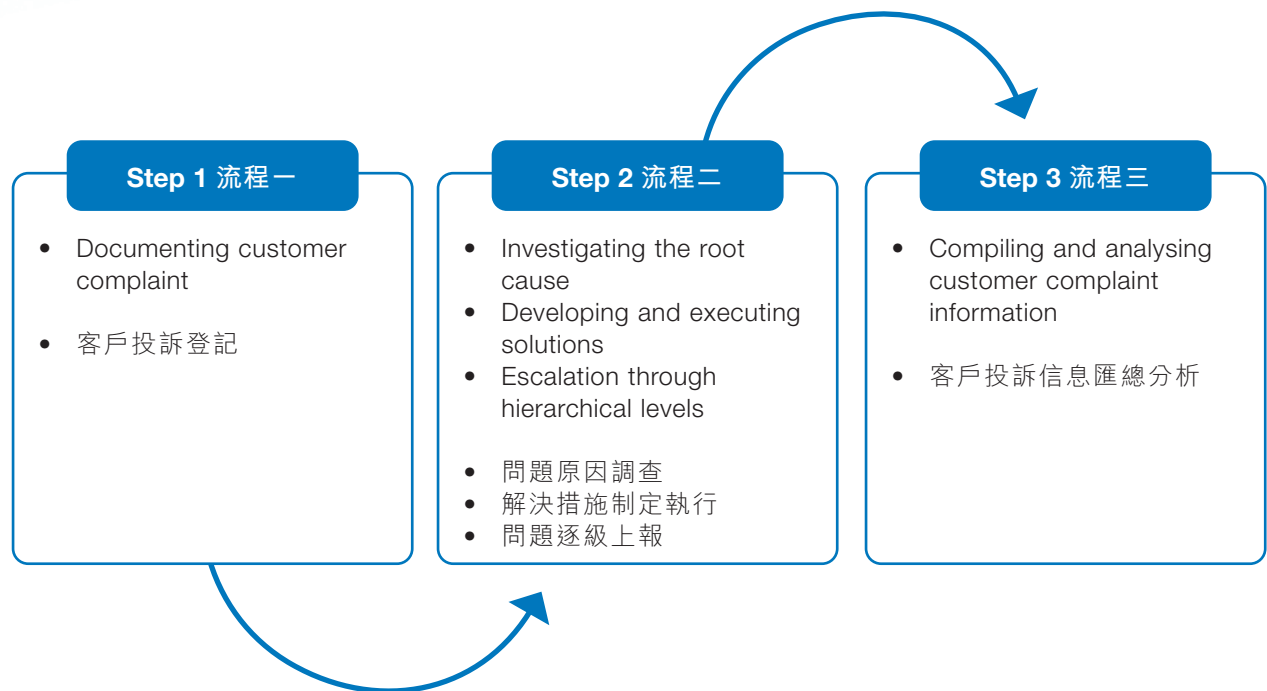 Step 1 流程一
• Documenting customer
complaint
• 客戶投訴登記
Step 2 流程二
• Investigating the root
cause
• Developing and executing
solutions
• Escalation through
hierarchical levels
• 問題原因調查
• 解決措施制定執行
• 問題逐級上報
Step 3 流程三
• Compiling and analysing
customer complaint
information
• 客戶投訴信息匯總分析